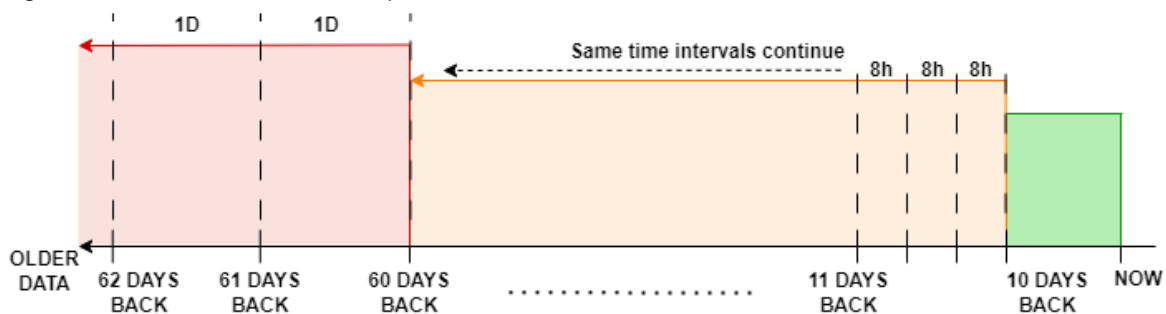 1D
1D
Same time intervals continue
8h
8h
8h
OLDER
DATA
62 DAYS
BACK
61 DAYS
BACK
60 DAYS
BACK
11 DAYS
BACK
10 DAYS
BACK
NOW